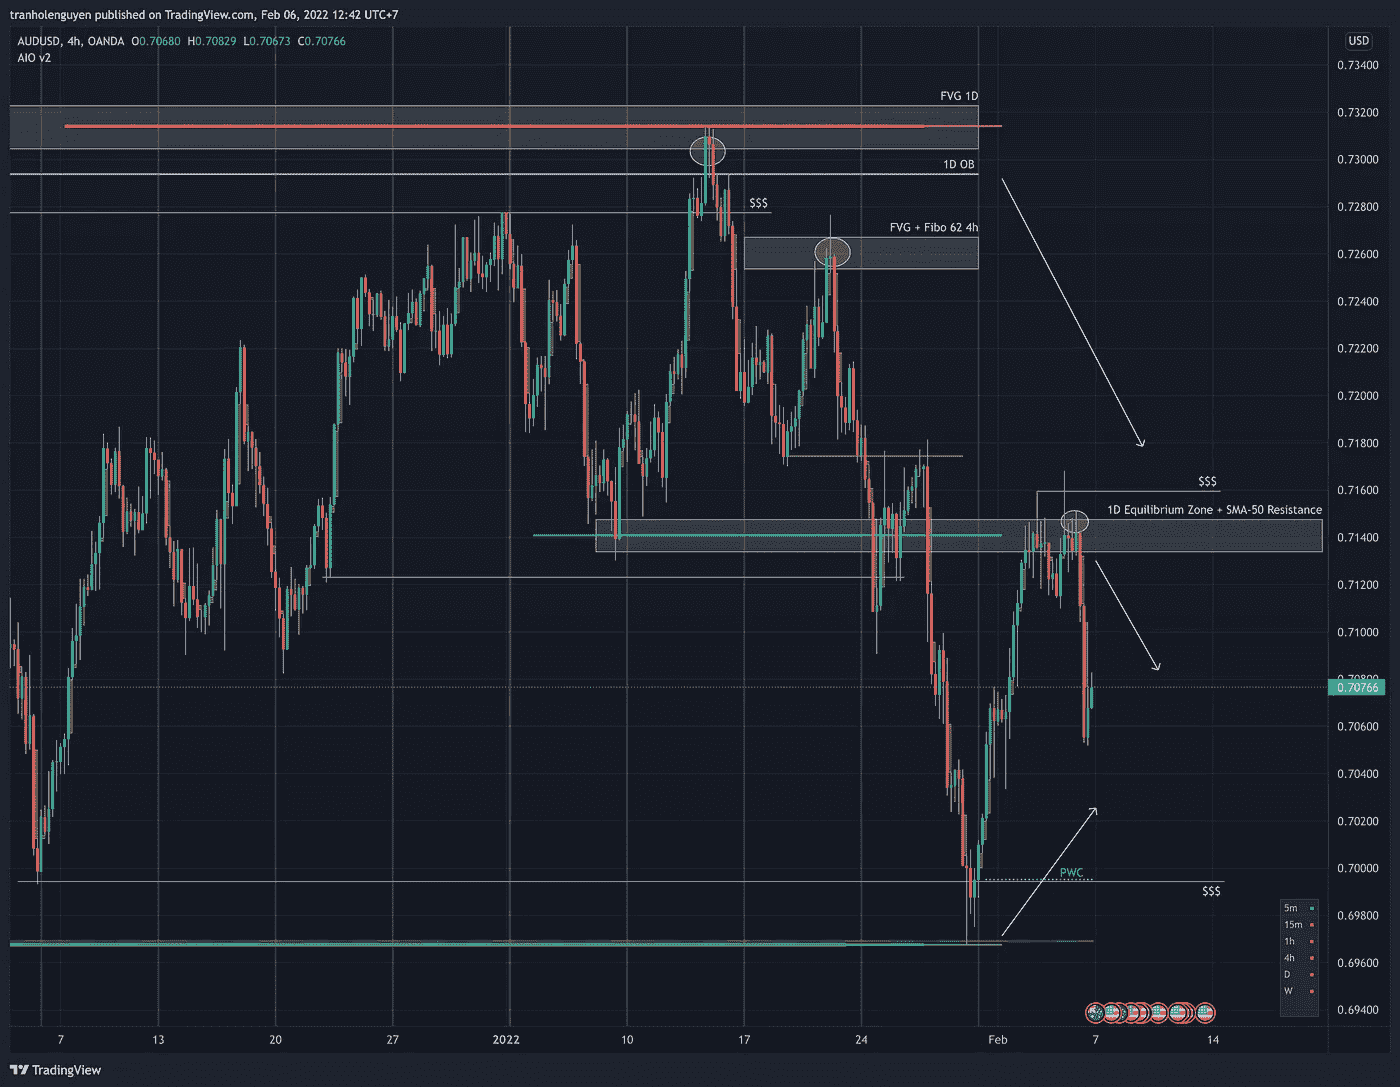 tranholenguyen published on TradingView.com, Feb 06, 2022 12:42 UTC+7
AUDUSD, 4h, OANDA O0.70680 H0.70829 L0.70673 C0.70766
AIO v2
USD
0.73400
FVG 1D
0.73200
0.73000
1D OB
0.72800
$$$
FVG + Fibo 62 4h
0.72600
0.72400
0.72200
0.72000
0.71800
0.71600
$$$
1D Equilibrium Zone + SMA-50 Resistance
0.71400
0.71200
0.71000
0.70800
0.70766
0.70600
0.70400
0.70200
0.70000
PWC
$$$
5m
0.69800
15m
1h
4h
0.69600
D
W
0.69400
7 13 20 27 2022 10 17 24 Feb 7 14
TradingView